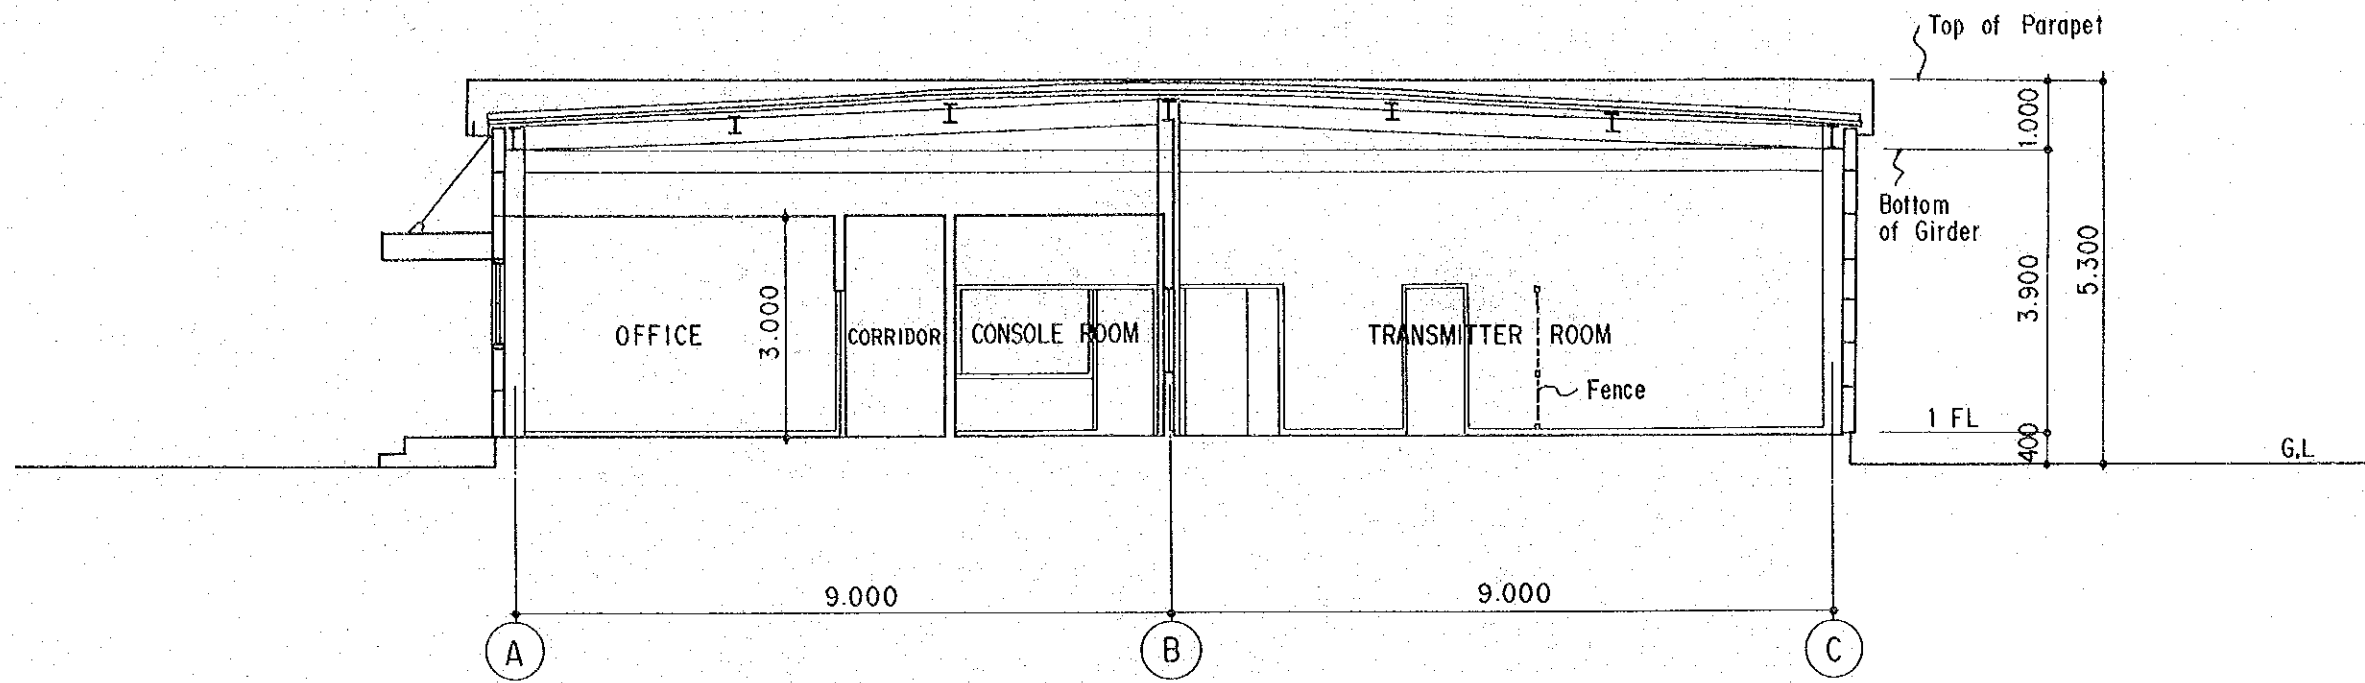 Top of Parapet
1.000
Bottom
of Girder
3.900
5.300
3.000
OFFICE
CORRIDOR
CONSOLE ROOM
TRANSMITTER ROOM
Fence
1 FL
400
G.L
9.000
9.000
A
B
C